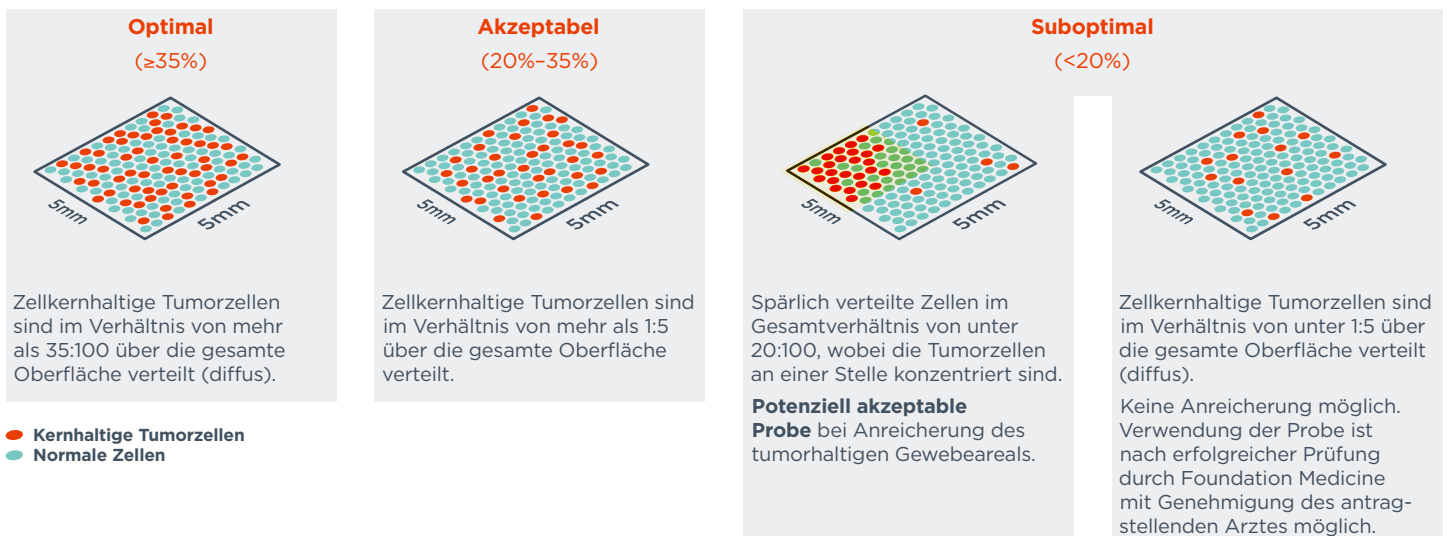 Optimal
(≥35%)
5mm
5mm
Zellkernhaltige Tumorzellen
sind im Verhältnis von mehr
als 35:100 über die gesamte
Oberfläche verteilt (diffus).
Akzeptabel
(20%–35%)
5mm
5mm
Zellkernhaltige Tumorzellen sind
im Verhältnis von mehr als 1:5
über die gesamte Oberfläche
verteilt.
Suboptimal
(<20%)
5mm
5mm
Spärlich verteilte Zellen im
Gesamtverhältnis von unter
20:100, wobei die Tumorzellen
an einer Stelle konzentriert sind.
Potenziell akzeptable
Probe bei Anreicherung des
tumorhaltigen Gewebeareals.
5mm
5mm
Zellkernhaltige Tumorzellen sind
im Verhältnis von unter 1:5 über
die gesamte Oberfläche verteilt
(diffus).
Keine Anreicherung möglich.
Verwendung der Probe ist
nach erfolgreicher Prüfung
durch Foundation Medicine
mit Genehmigung des antrag-
stellenden Arztes möglich.
Kernhaltige Tumorzellen
Normale Zellen